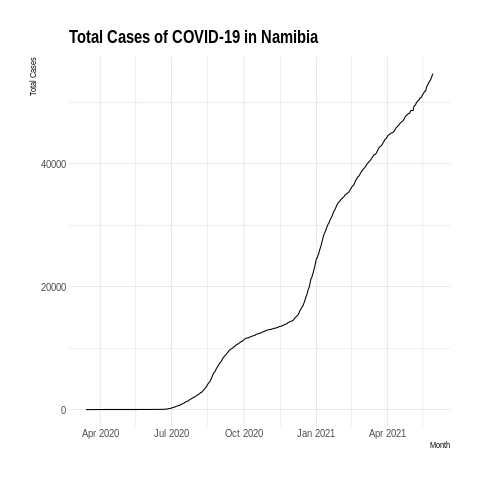 Total Cases of COVID-19 in Namibia
Total Cases
40000
20000
0
Apr 2020 Jul 2020 Oct 2020 Jan 2021 Apr 2021
Month